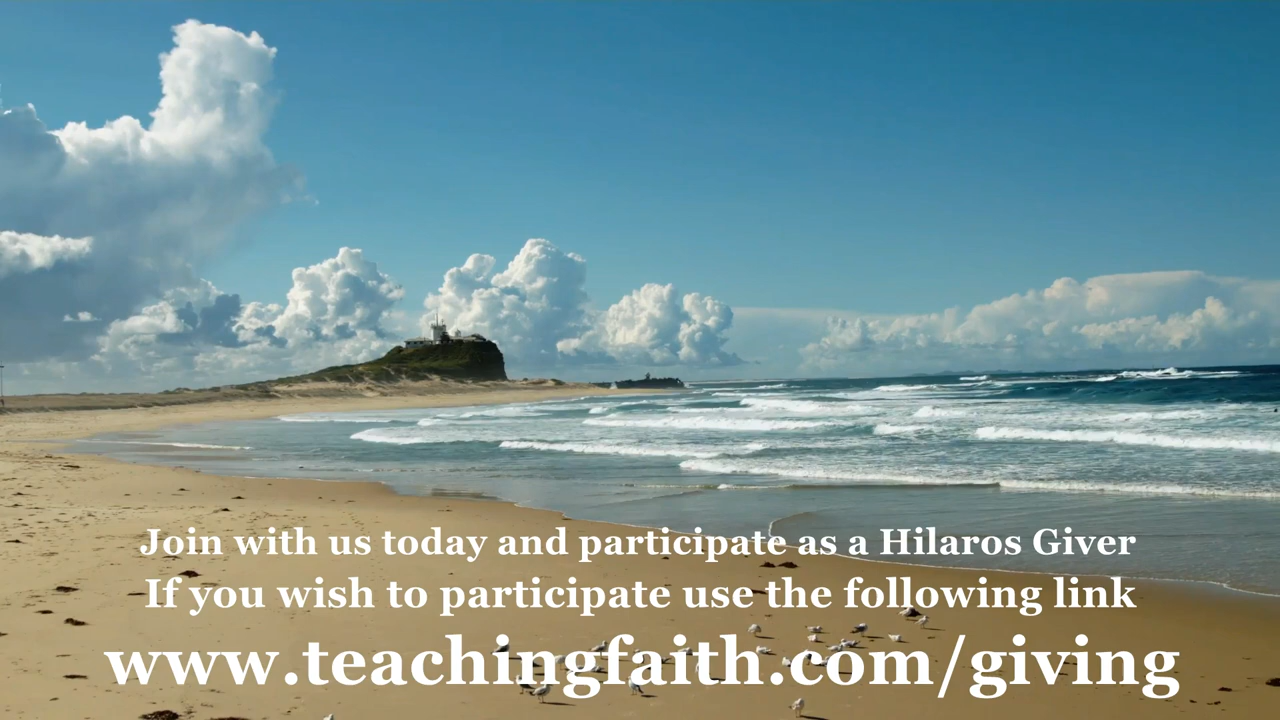 Join with us today and participate as a Hilaros Giver
If you wish to participate use the following link
www.teachingfaith.com/giving